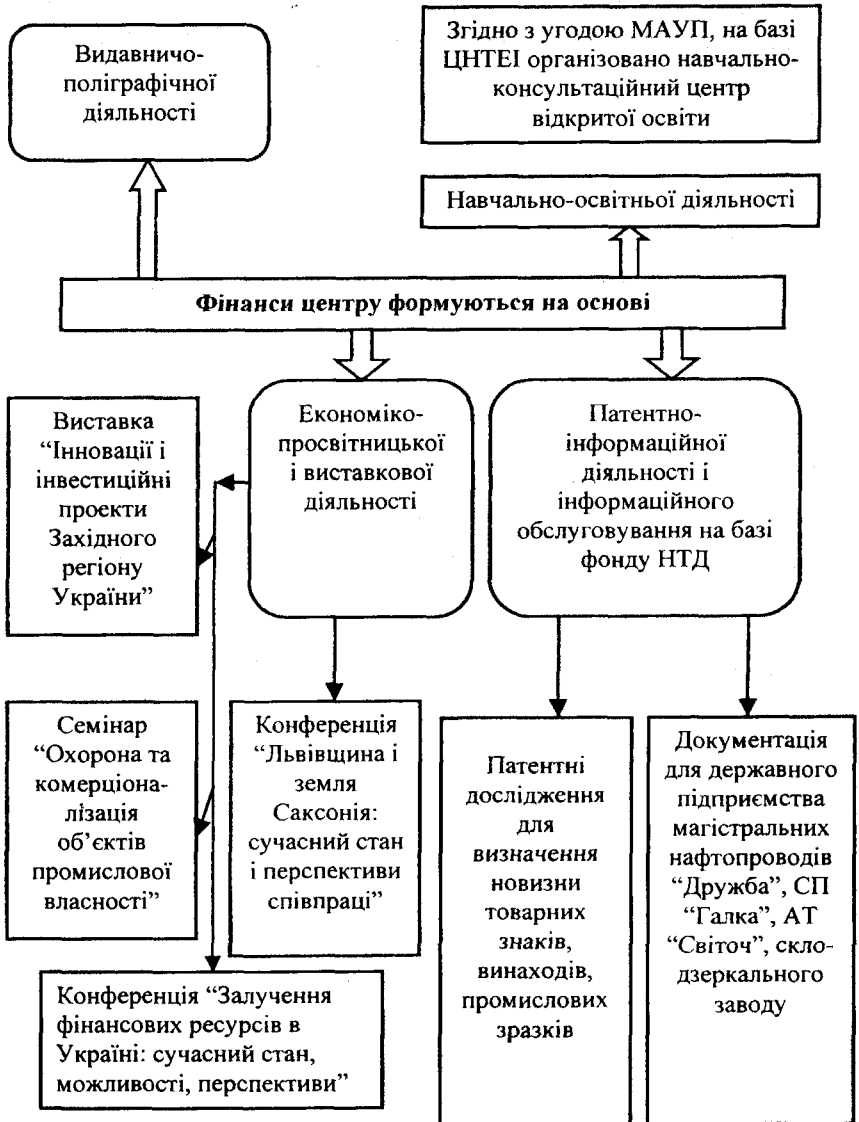 Видавничо-
поліграфічної
діяльності
Згідно з угодою МАУП, на базі
ЦНТЕІ організовано навчально-
консультаційний центр
відкритої освіти
Навчально-освітньої діяльності
Фінанси центру формуються на основі
Виставка
“Інновації і
інвестиційні
проекти
Західного
регіону
України”
Економіко-
просвітницької
і виставкової
діяльності
Патентно-
інформаційної
діяльності і
інформаційного
обслуговування на базі
фонду НТД
Семінар
“Охорона та
комерціона-
лізація
об’єктів
промислової
власності”
Конференція
“Львівщина і
земля
Саксонія:
сучасний стан
і перспективи
співпраці”
Патентні
дослідження
для
визначення
новизни
товарних
знаків,
винаходів,
промислових
зразків
Документація
для державного
підприємства
магістральних
нафтопроводів
“Дружба”, СП
“Галка”, АТ
“Світоч”, скло-
дзеркального
заводу
Конференція “Залучення
фінансових ресурсів в
Україні: сучасний стан,
можливості, перспективи”